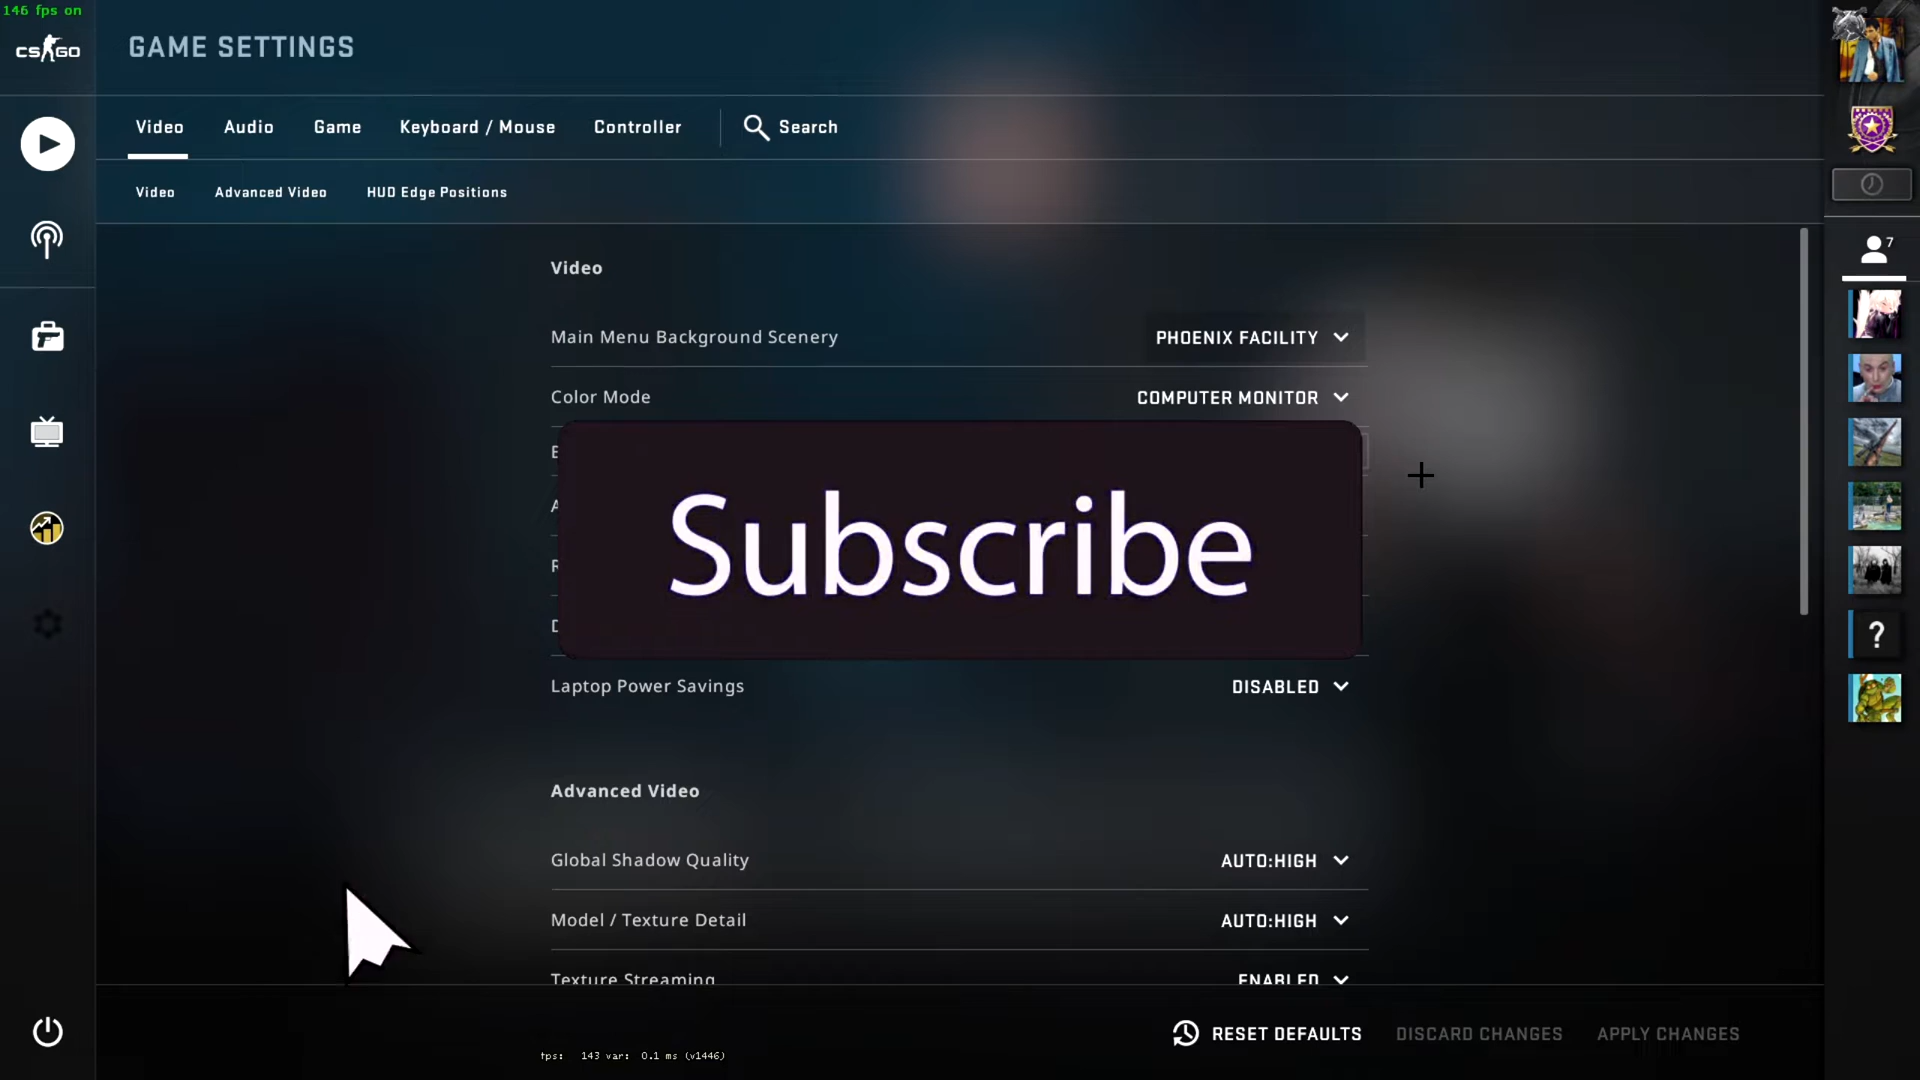 146 fps on
CS GO
GAME SETTINGS
Video Audio Game Keyboard / Mouse Controller Search
Video Advanced Video HUD Edge Positions
7
Video
Main Menu Background Scenery PHOENIX FACILITY
Color Mode COMPUTER MONITOR
Subscribe
Laptop Power Savings DISABLED
?
Advanced Video
Global Shadow Quality AUTO:HIGH
Model / Texture Detail AUTO:HIGH
Texture Streaming ENABLED
RESET DEFAULTS DISCARD CHANGES APPLY CHANGES
fps: 143 var: 0.1 ms (v1446)